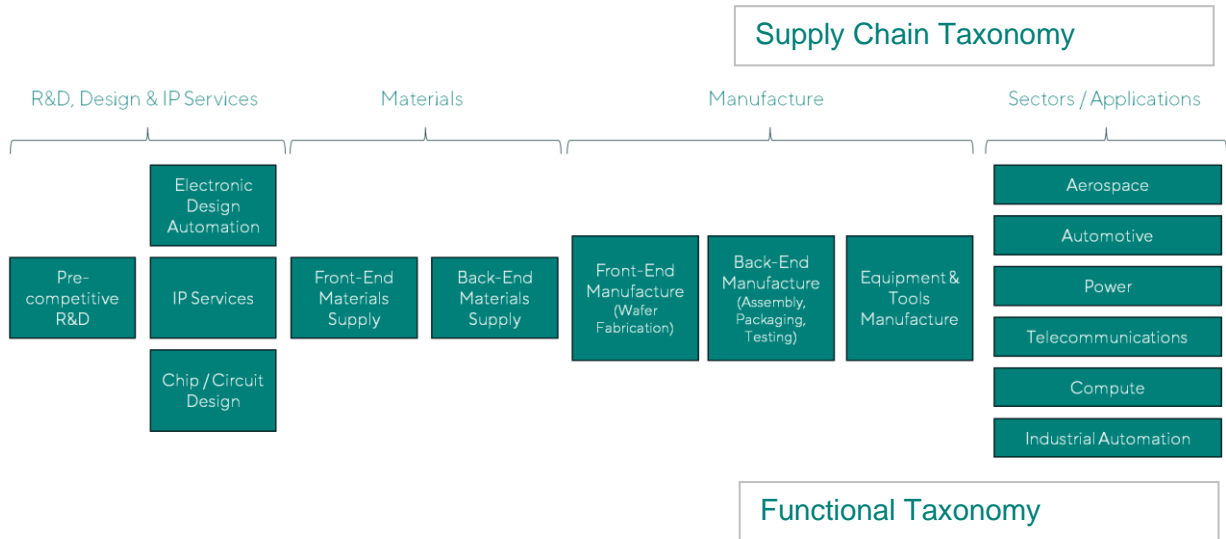 Supply Chain Taxonomy
R&D, Design & IP Services
Materials
Manufacture
Sectors / Applications
Pre-
competitive
R&D
Electronic
Design
Automation
IP Services
Chip / Circuit
Design
Front-End
Materials
Supply
Back-End
Materials
Supply
Front-End
Manufacture
(Wafer
Fabrication)
Back-End
Manufacture
(Assembly,
Packaging,
Testing)
Equipment &
Tools
Manufacture
Aerospace
Automotive
Power
Telecommunications
Compute
Industrial Automation
Functional Taxonomy